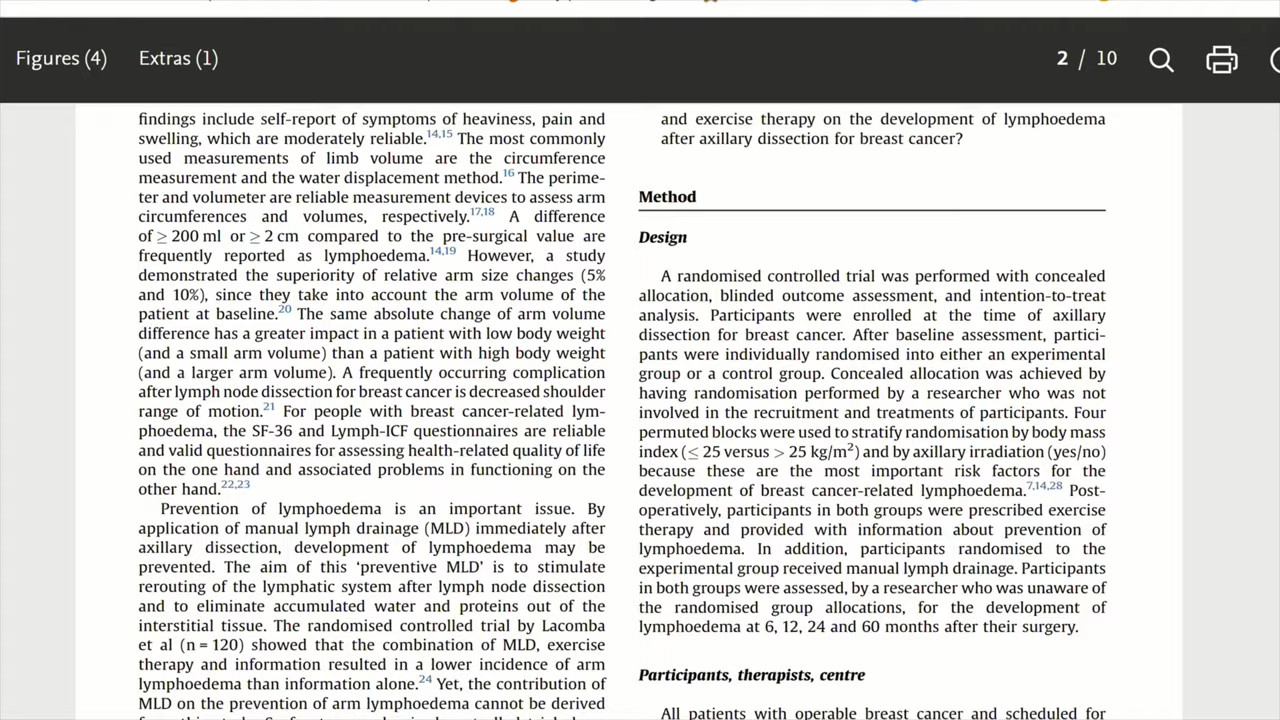 Figures (4)
Extras (1)
2 / 10
findings include self-report of symptoms of heaviness, pain and
swelling, which are moderately reliable.14,15 The most commonly
used measurements of limb volume are the circumference
measurement and the water displacement method.16 The perime-
ter and volumeter are reliable measurement devices to assess arm
circumferences and volumes, respectively.17,18 A difference
of ≥ 200 ml or ≥ 2 cm compared to the pre-surgical value are
frequently reported as lymphoedema.14,19 However, a study
demonstrated the superiority of relative arm size changes (5%
and 10%), since they take into account the arm volume of the
patient at baseline.20 The same absolute change of arm volume
difference has a greater impact in a patient with low body weight
(and a small arm volume) than a patient with high body weight
(and a larger arm volume). A frequently occurring complication
after lymph node dissection for breast cancer is decreased shoulder
range of motion.21 For people with breast cancer-related lym-
phoedema, the SF-36 and Lymph-ICF questionnaires are reliable
and valid questionnaires for assessing health-related quality of life
on the one hand and associated problems in functioning on the
other hand.22,23
Prevention of lymphoedema is an important issue. By
application of manual lymph drainage (MLD) immediately after
axillary dissection, development of lymphoedema may be
prevented. The aim of this ‘preventive MLD’ is to stimulate
rerouting of the lymphatic system after lymph node dissection
and to eliminate accumulated water and proteins out of the
interstitial tissue. The randomised controlled trial by Lacomba
et al (n = 120) showed that the combination of MLD, exercise
therapy and information resulted in a lower incidence of arm
lymphoedema than information alone.24 Yet, the contribution of
MLD on the prevention of arm lymphoedema cannot be derived
and exercise therapy on the development of lymphoedema
after axillary dissection for breast cancer?
Method
Design
A randomised controlled trial was performed with concealed
allocation, blinded outcome assessment, and intention-to-treat
analysis. Participants were enrolled at the time of axillary
dissection for breast cancer. After baseline assessment, partici-
pants were individually randomised into either an experimental
group or a control group. Concealed allocation was achieved by
having randomisation performed by a researcher who was not
involved in the recruitment and treatments of participants. Four
permuted blocks were used to stratify randomisation by body mass
index (≤ 25 versus > 25 kg/m2) and by axillary irradiation (yes/no)
because these are the most important risk factors for the
development of breast cancer-related lymphoedema.7,14,28 Post-
operatively, participants in both groups were prescribed exercise
therapy and provided with information about prevention of
lymphoedema. In addition, participants randomised to the
experimental group received manual lymph drainage. Participants
in both groups were assessed, by a researcher who was unaware of
the randomised group allocations, for the development of
lymphoedema at 6, 12, 24 and 60 months after their surgery.
Participants, therapists, centre
All patients with operable breast cancer and scheduled for